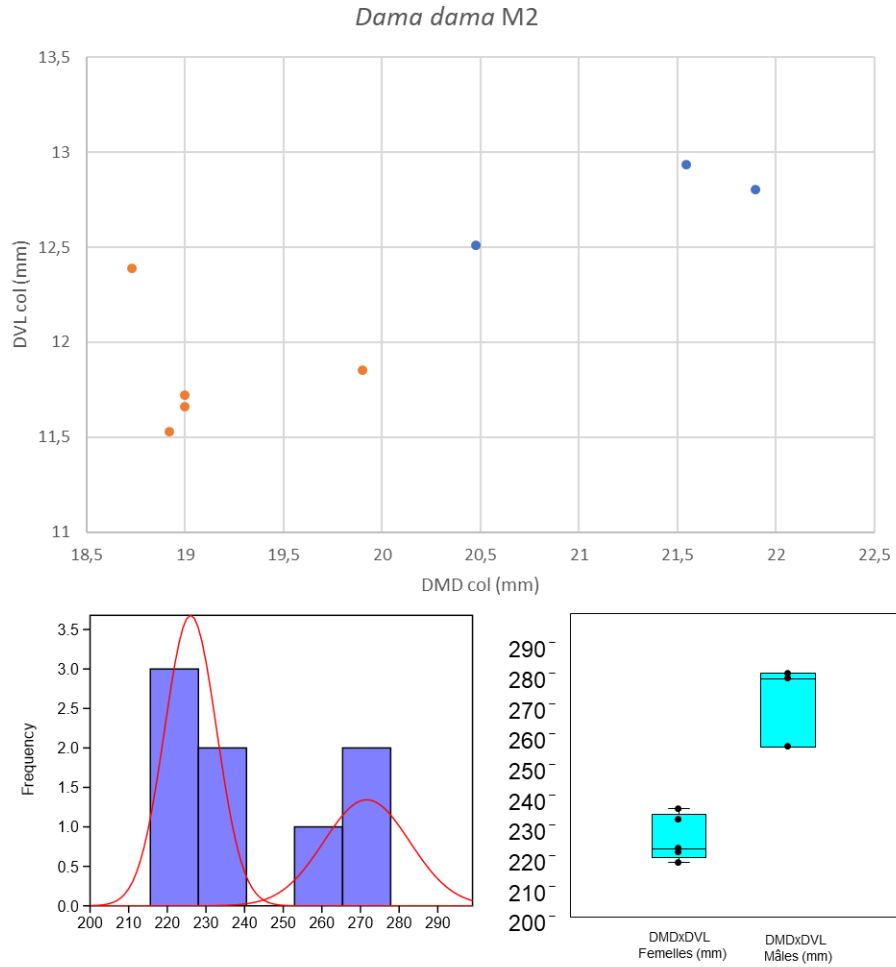 Dama dama M2
13,5
13
12,5
12
11,5
11
DVL col (mm)
18,5 19 19,5 20 20,5 21 21,5 22 22,5
DMD col (mm)
3.5
3.0
2.5
2.0
1.5
1.0
0.5
0.0
Frequency
200 210 220 230 240 250 260 270 280 290
290
280
270
260
250
240
230
220
210
200
DMDxDVL
Femelles (mm)
DMDxDVL
Mâles (mm)